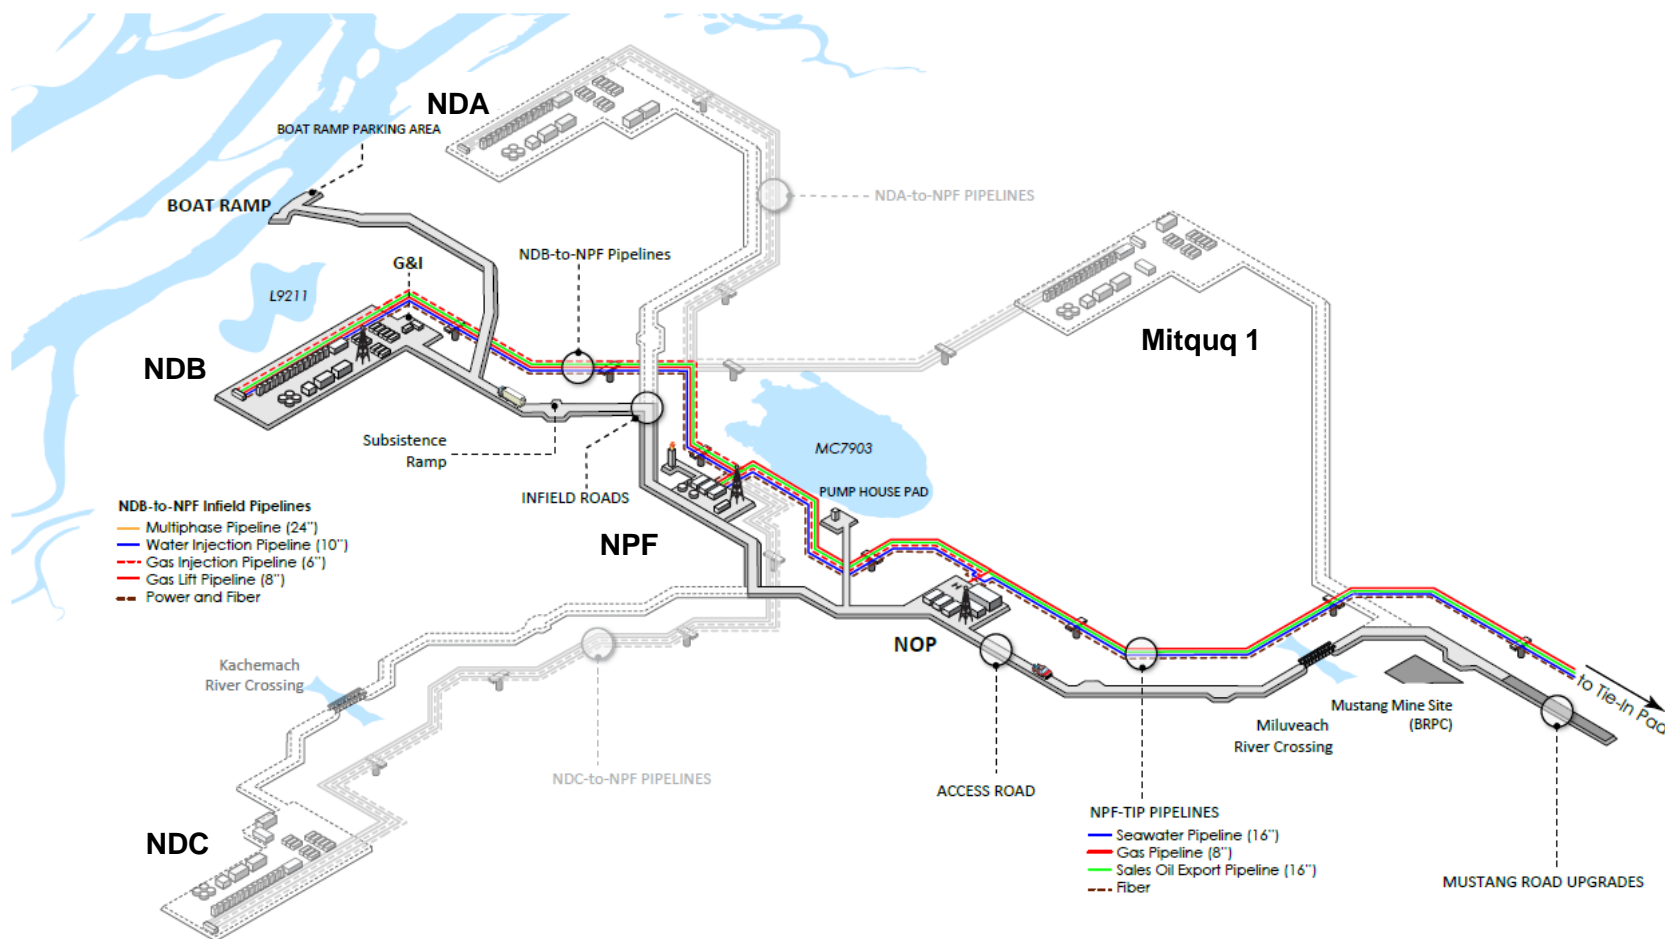 NDA
BOAT RAMP PARKING AREA
BOAT RAMP
NDA-to-NPF PIPELINES
NDB-to-NPF Pipelines
G&I
L9211
Mitquq 1
NDB
Subsistence
Ramp
MC7903
PUMP HOUSE PAD
INFIELD ROADS
NDB-to-NPF Infield Pipelines
Multiphase Pipeline (24")
Water Injection Pipeline (10")
Gas Injection Pipeline (6")
Gas Lift Pipeline (8")
Power and Fiber
NPF
H
NOP
Kachemach
River Crossing
to Tie-In Pad
Mustang Mine Site
(BRPC)
Miluveach
River Crossing
NDC-to-NPF PIPELINES
ACCESS ROAD
NPF-TIP PIPELINES
Seawater Pipeline (16")
Gas Pipeline (8")
Sales Oil Export Pipeline (16")
Fiber
NDC
MUSTANG ROAD UPGRADES